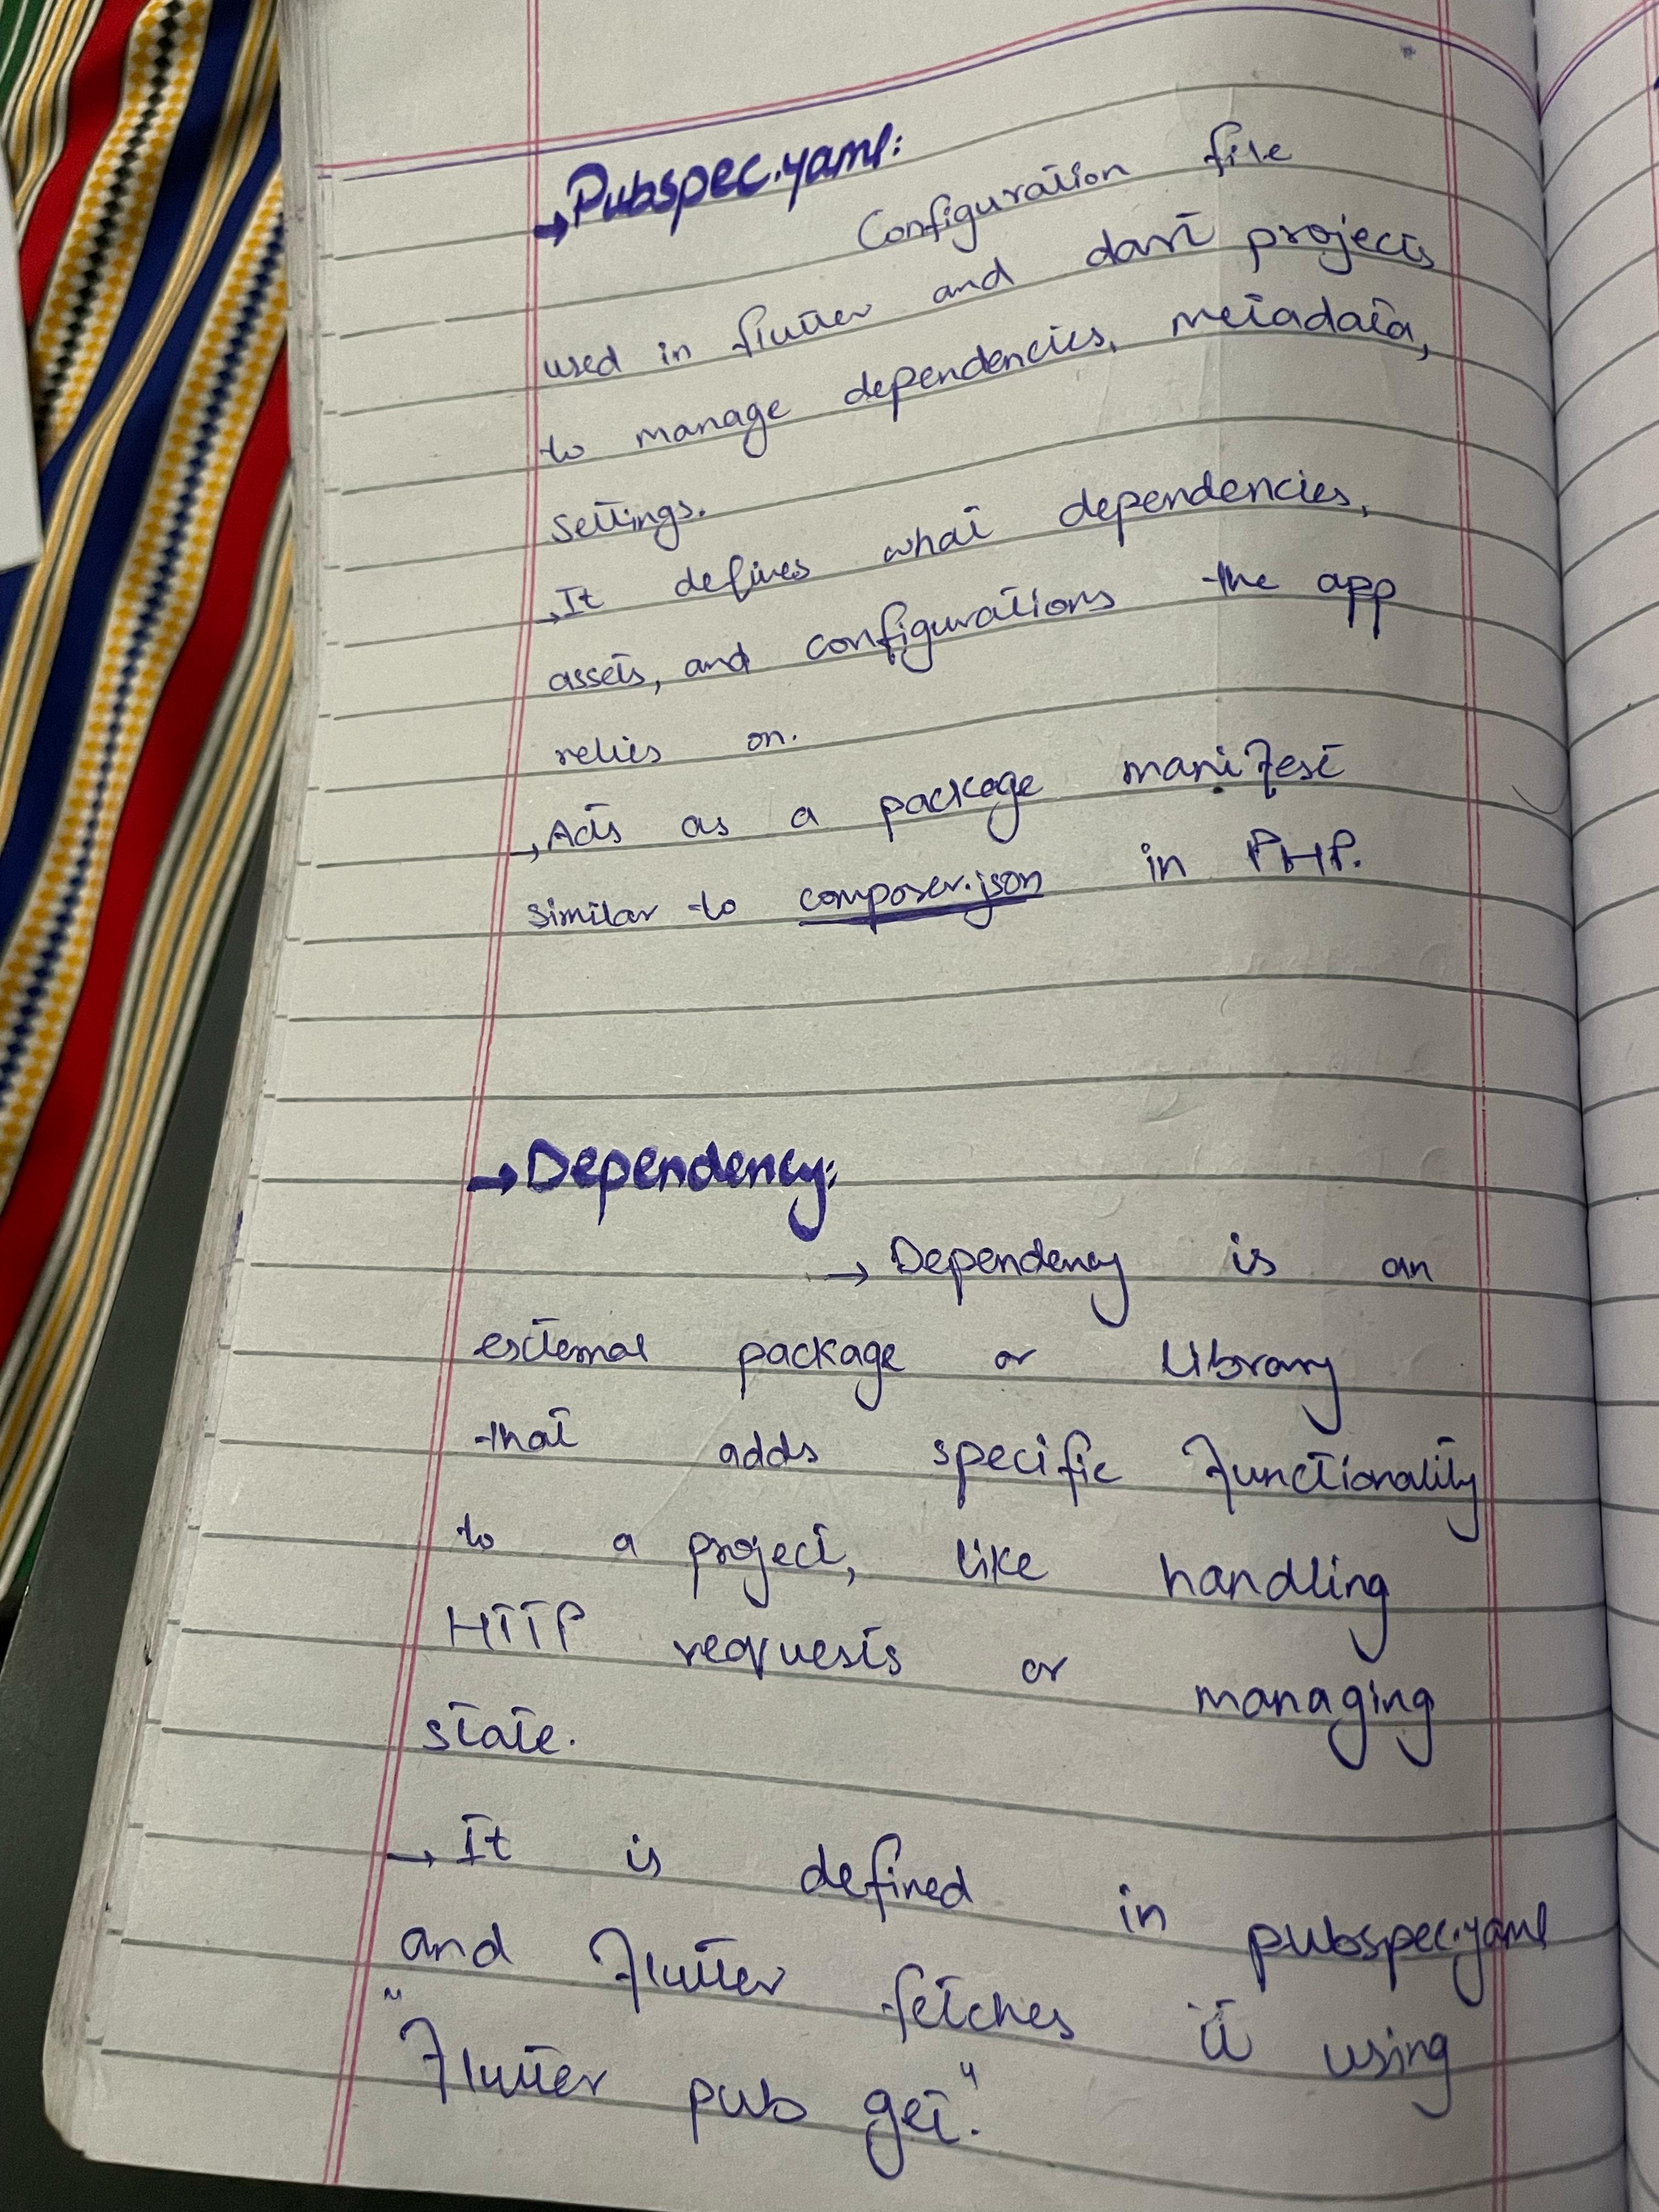 →Pubspec.yaml:
Configuration file
used in flutter and dart projects
to manage dependencies, metadata,
settings.
→It defines what dependencies,
assets, and configurations the app
relies on.
→Acts as a package manifest
similar to composer.json in PHP.
→Dependency:
→ Dependency is an
external package or Library
that adds specific functionality
to a project, like handling
HTTP requests or managing
state.
→ It is defined in pubspec.yaml
and flutter fetches it using
"flutter pub get."